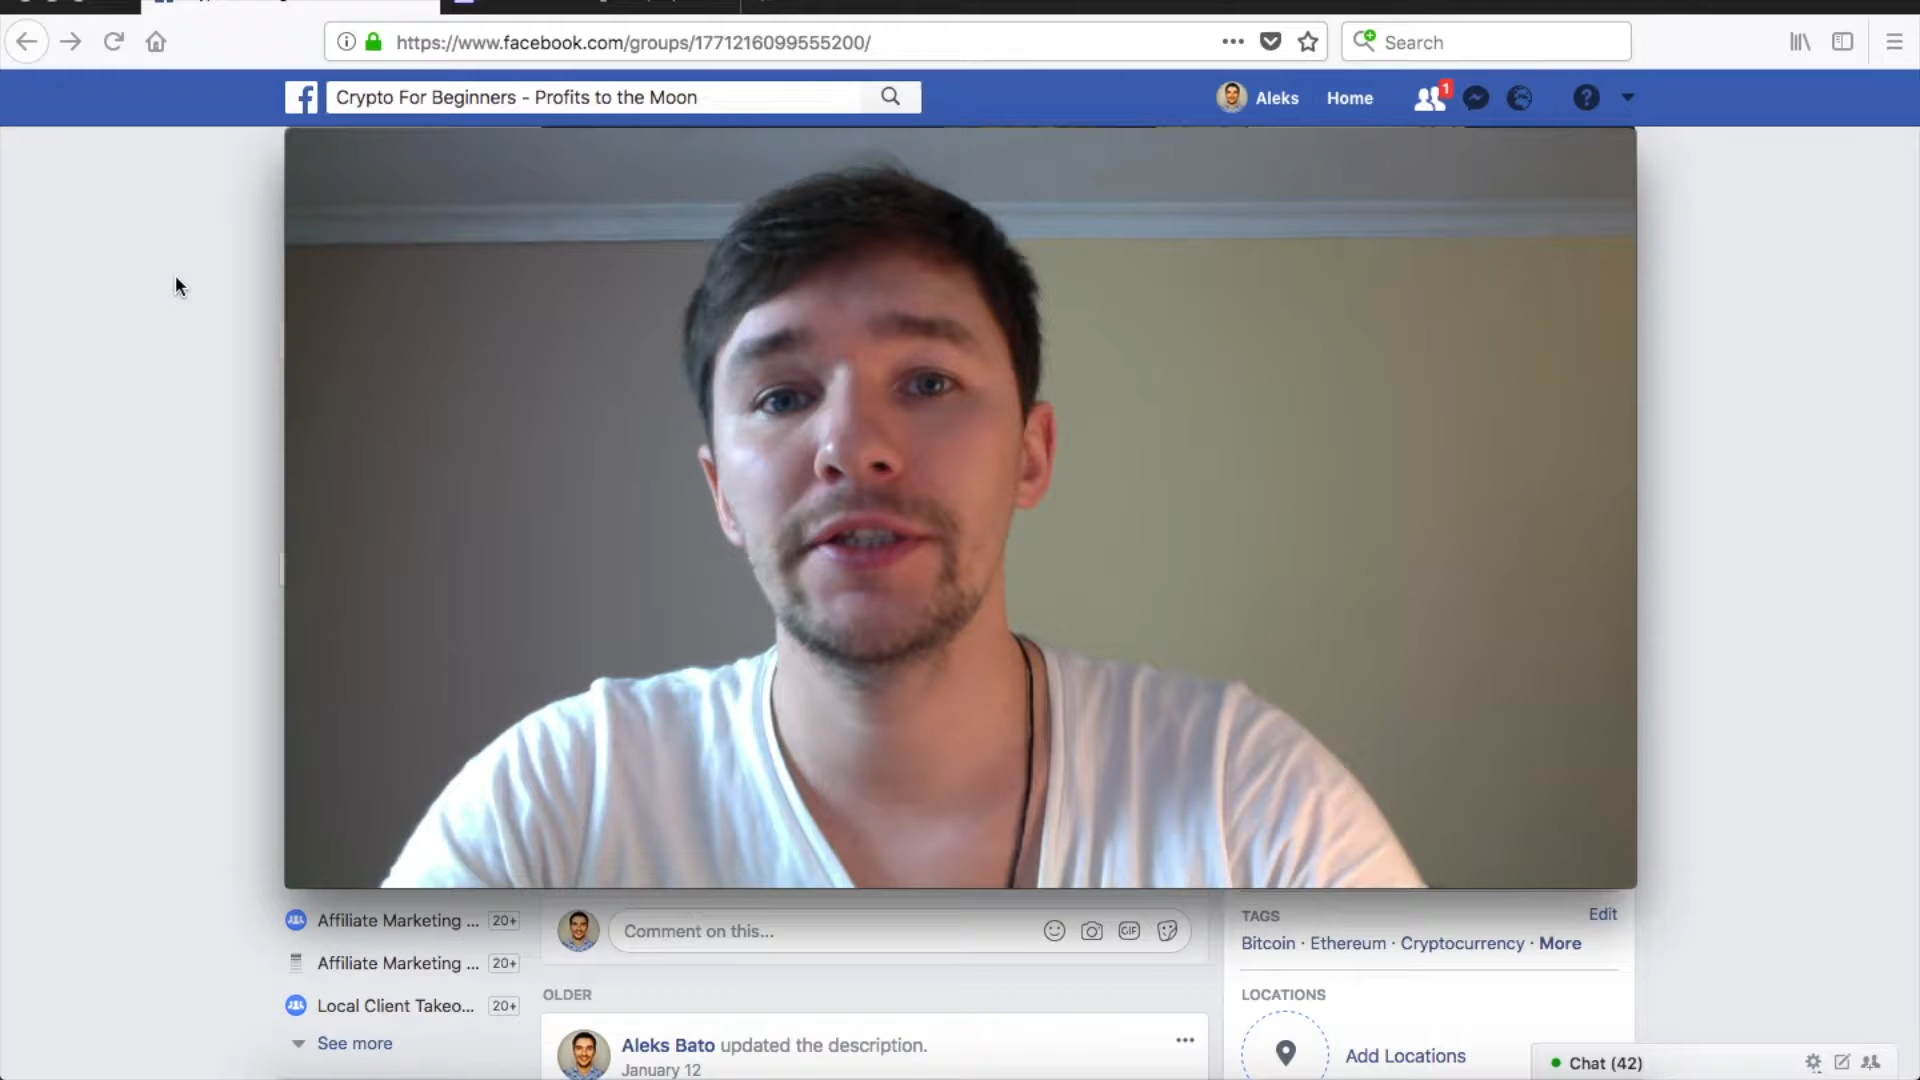 https://www.facebook.com/groups/1771216099555200/
Search
Crypto For Beginners - Profits to the Moon
Aleks
Home
1
Affiliate Marketing ... 20+
Affiliate Marketing ... 20+
Local Client Takeo... 20+
See more
Comment on this...
GIF
OLDER
Aleks Bato updated the description.
January 12
TAGS
Edit
Bitcoin · Ethereum · Cryptocurrency · More
LOCATIONS
Add Locations
Chat (42)